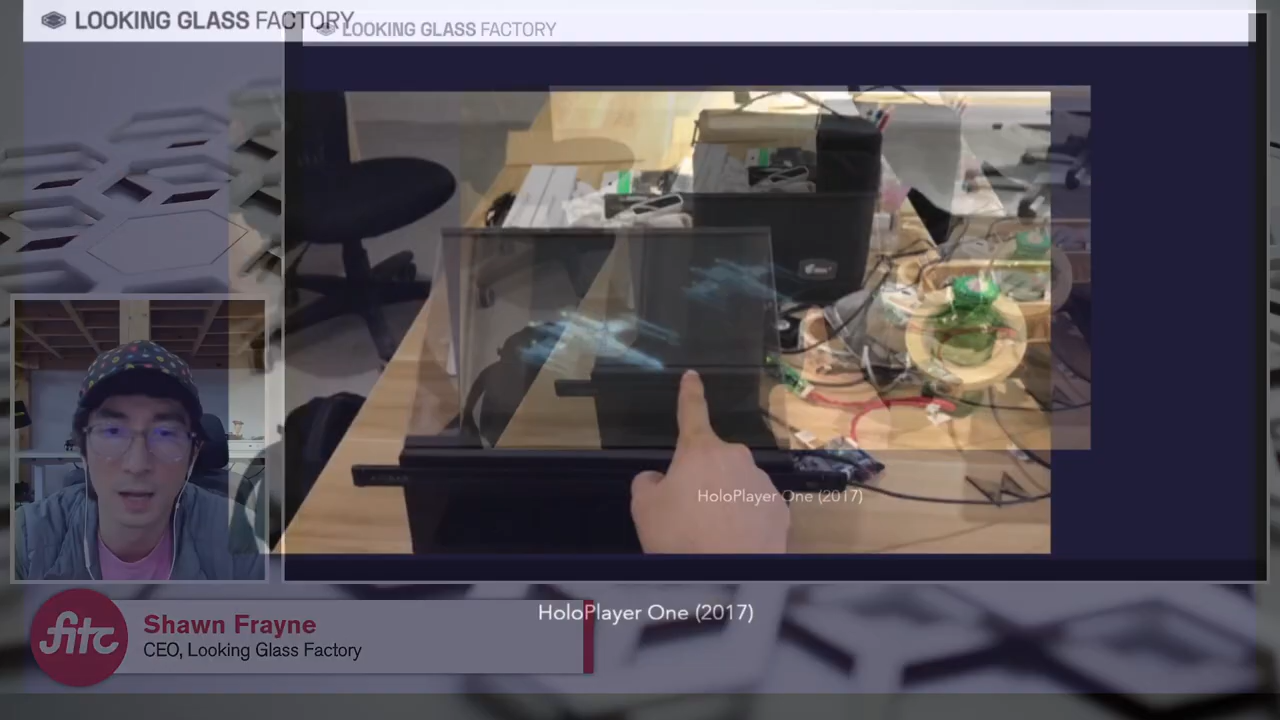 LOOKING GLASS FACTORY
LOOKING GLASS FACTORY
HoloPlayer One (2017)
HoloPlayer One (2017)
fitc
Shawn Frayne
CEO, Looking Glass Factory